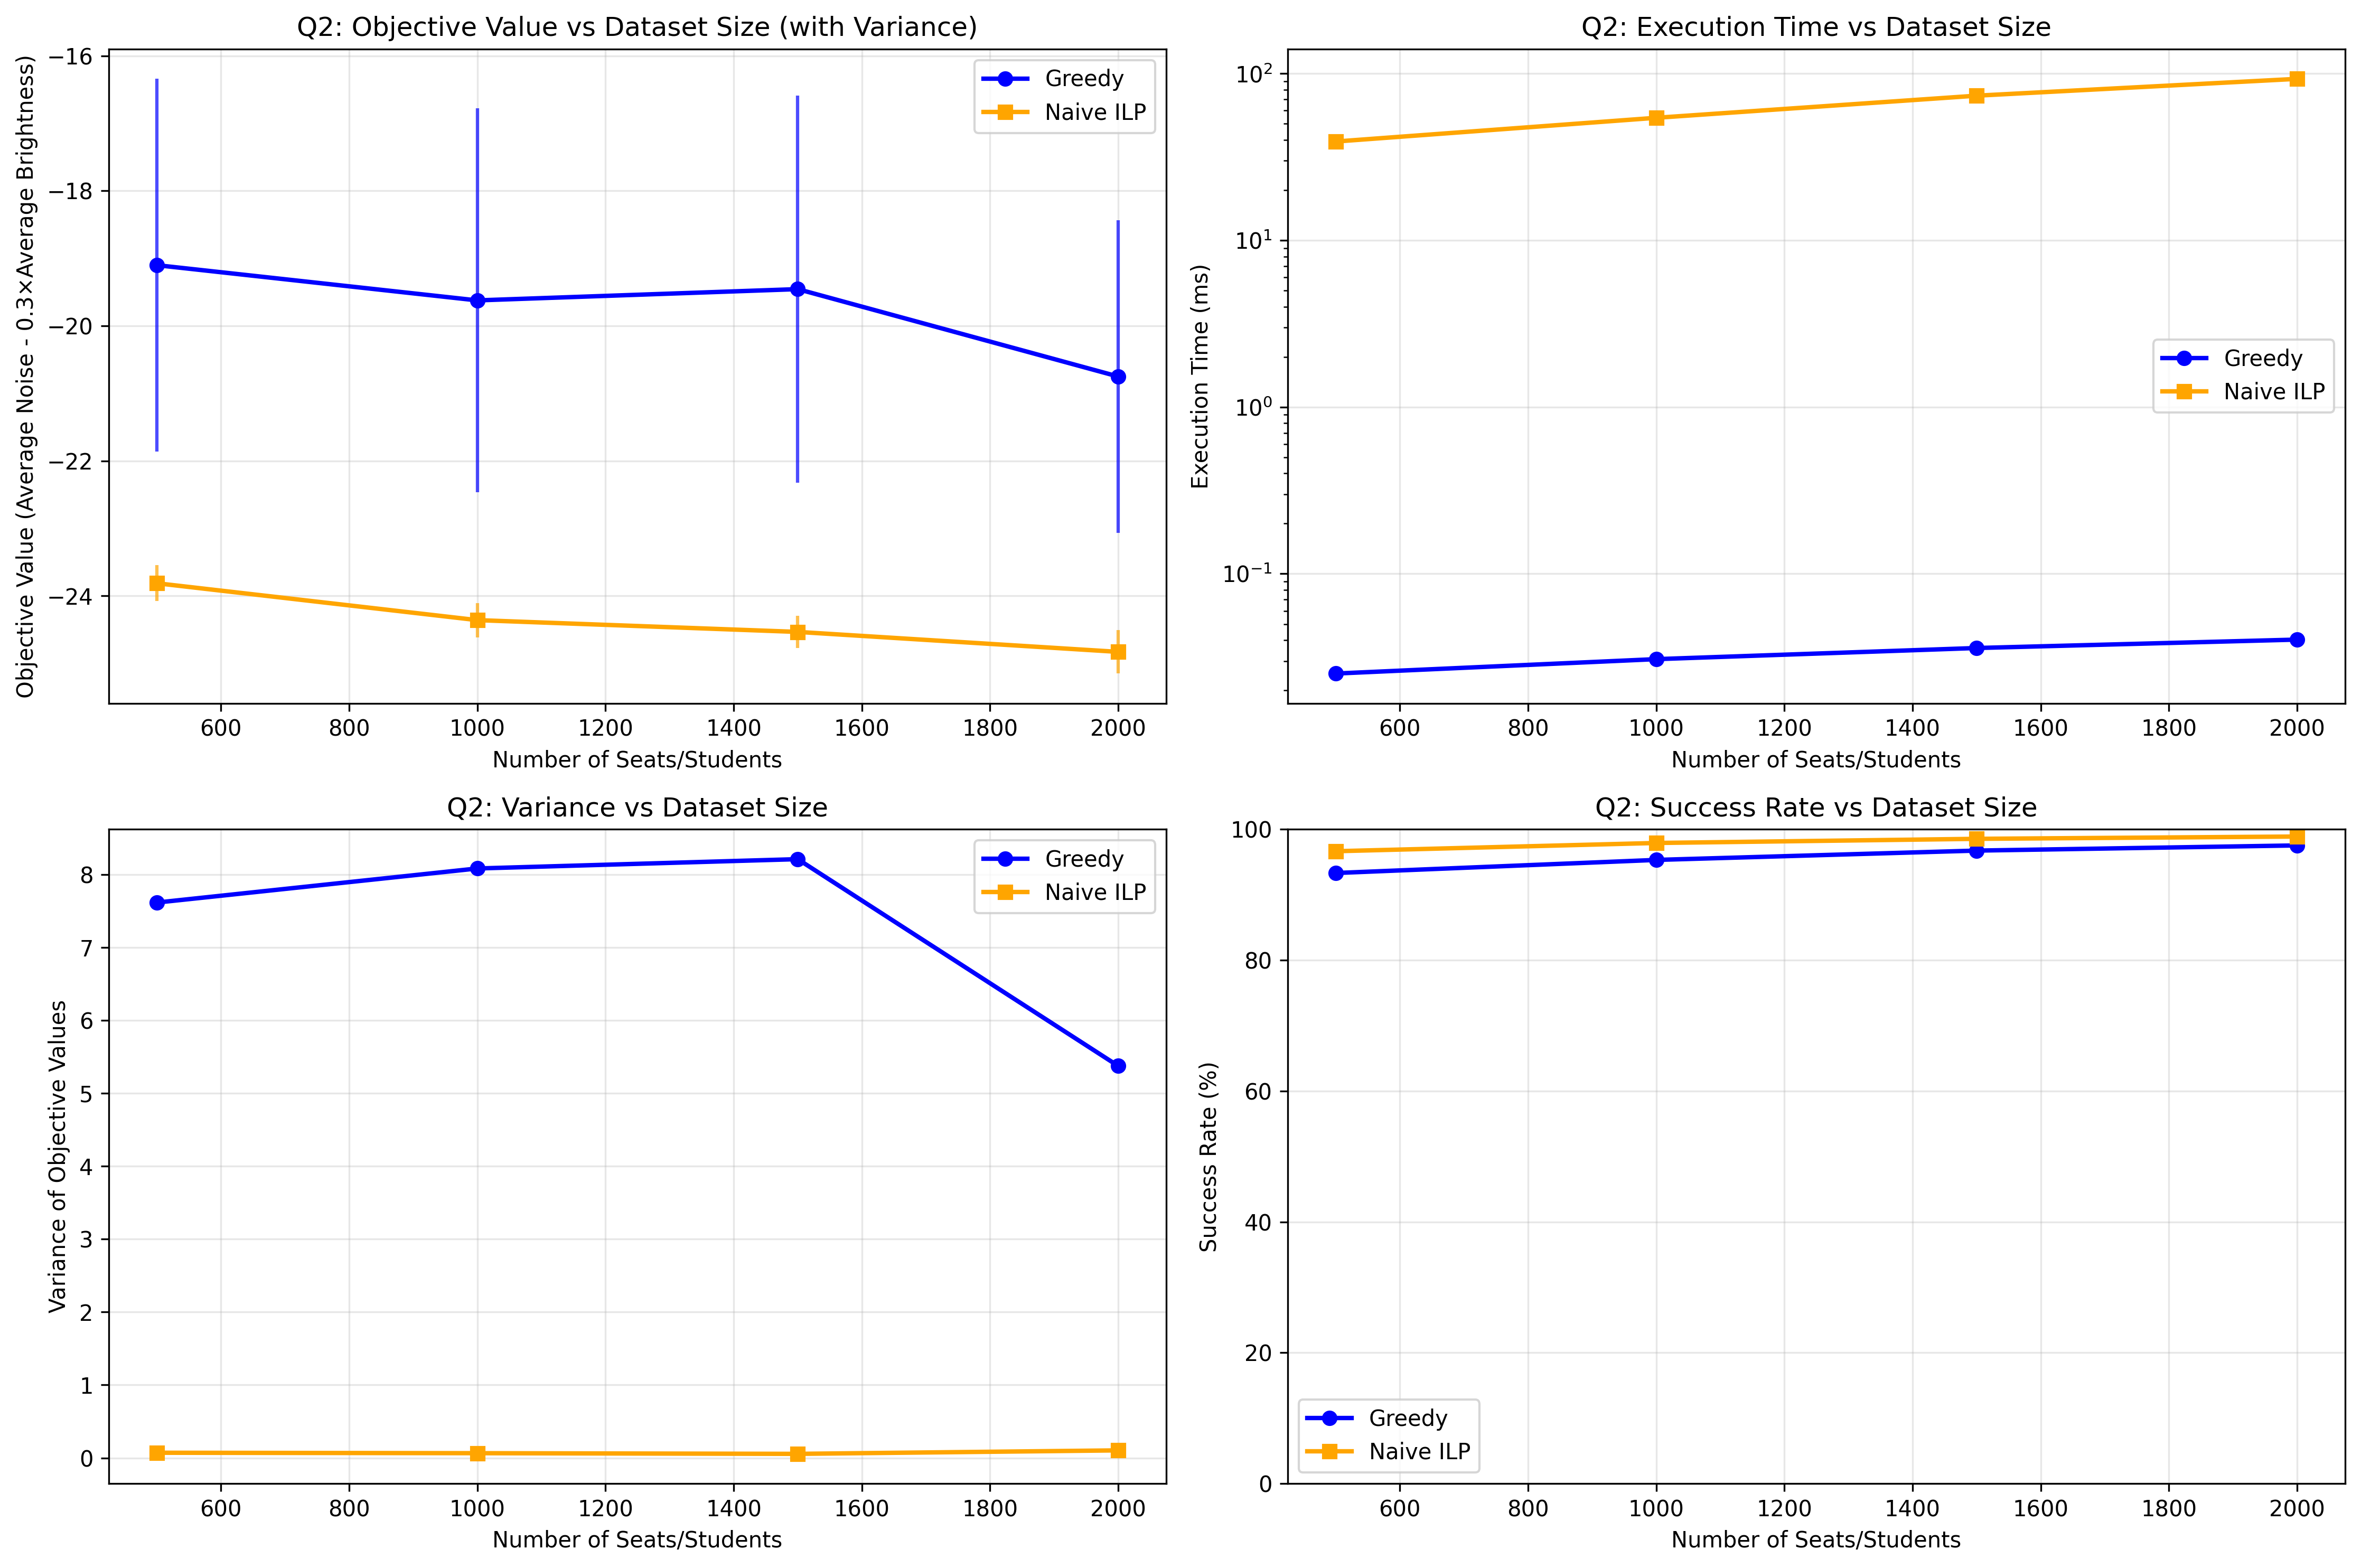 Q2: Objective Value vs Dataset Size (with Variance)
Objective Value (Average Noise - 0.3×Average Brightness)
−16
−18
−20
−22
−24
Greedy
Naive ILP
600
800
1000
1200
1400
1600
1800
2000
Number of Seats/Students
Q2: Execution Time vs Dataset Size
Execution Time (ms)
10²
10¹
10⁰
10⁻¹
Greedy
Naive ILP
600
800
1000
1200
1400
1600
1800
2000
Number of Seats/Students
Q2: Variance vs Dataset Size
Variance of Objective Values
8
7
6
5
4
3
2
1
0
Greedy
Naive ILP
600
800
1000
1200
1400
1600
1800
2000
Number of Seats/Students
Q2: Success Rate vs Dataset Size
Success Rate (%)
100
80
60
40
20
0
Greedy
Naive ILP
600
800
1000
1200
1400
1600
1800
2000
Number of Seats/Students